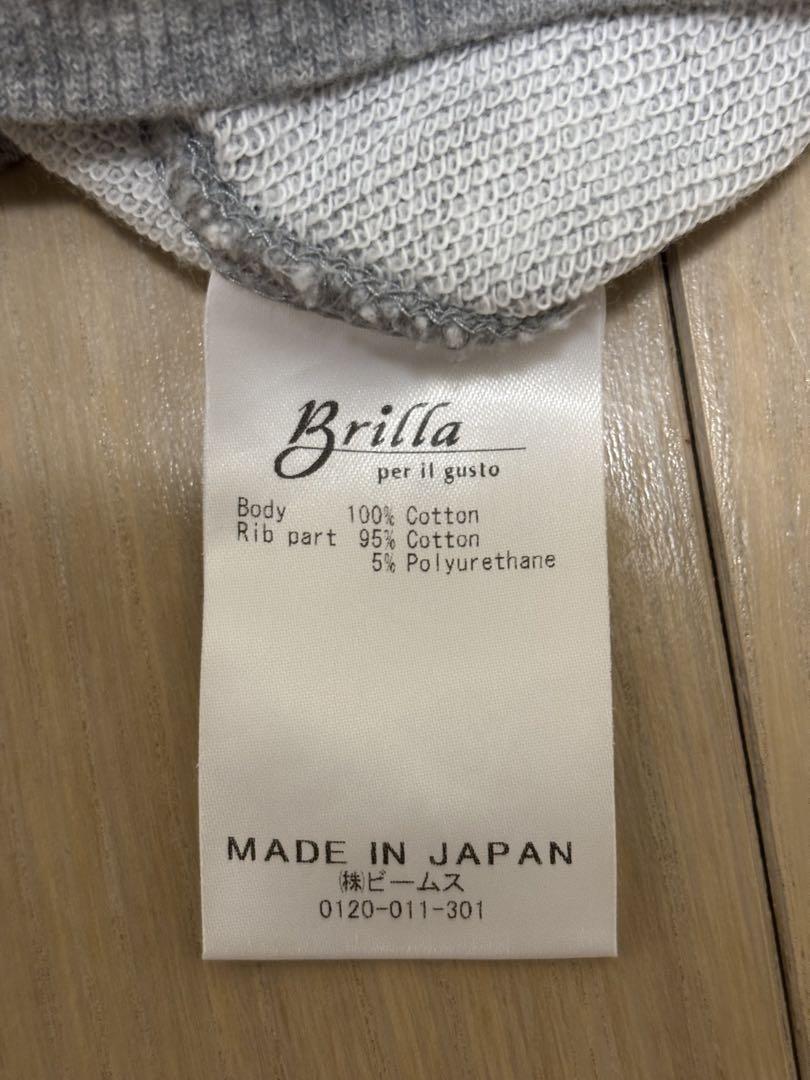 Brilla
per il gusto
Body 100% Cotton
Rib part 95% Cotton
5% Polyurethane
MADE IN JAPAN
㈱ビームス
0120-011-301